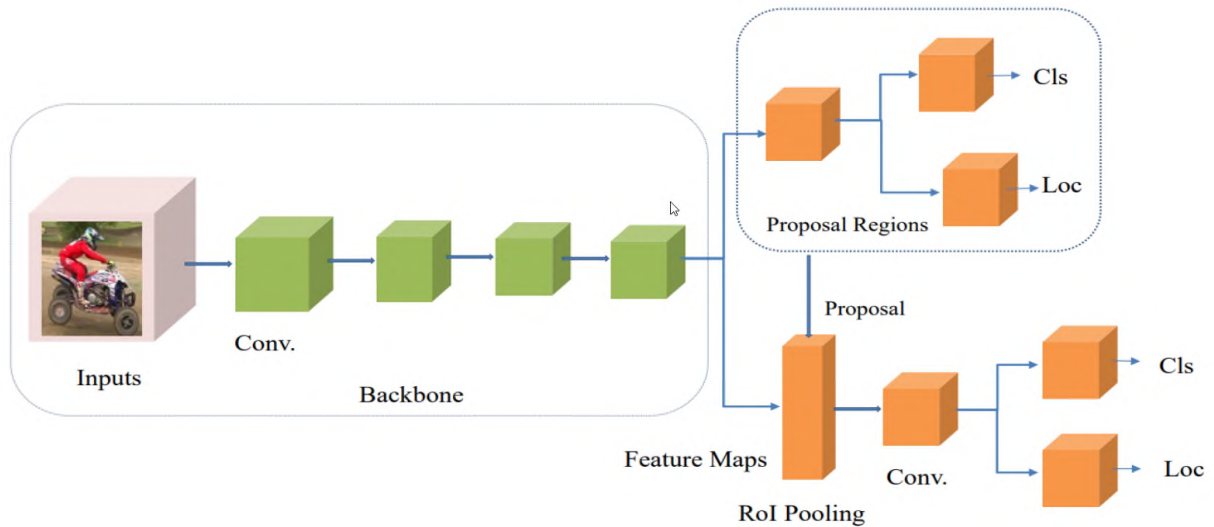 Cls
Loc
Proposal Regions
Proposal
Conv.
Inputs
Backbone
Cls
Feature Maps
Conv.
Loc
RoI Pooling